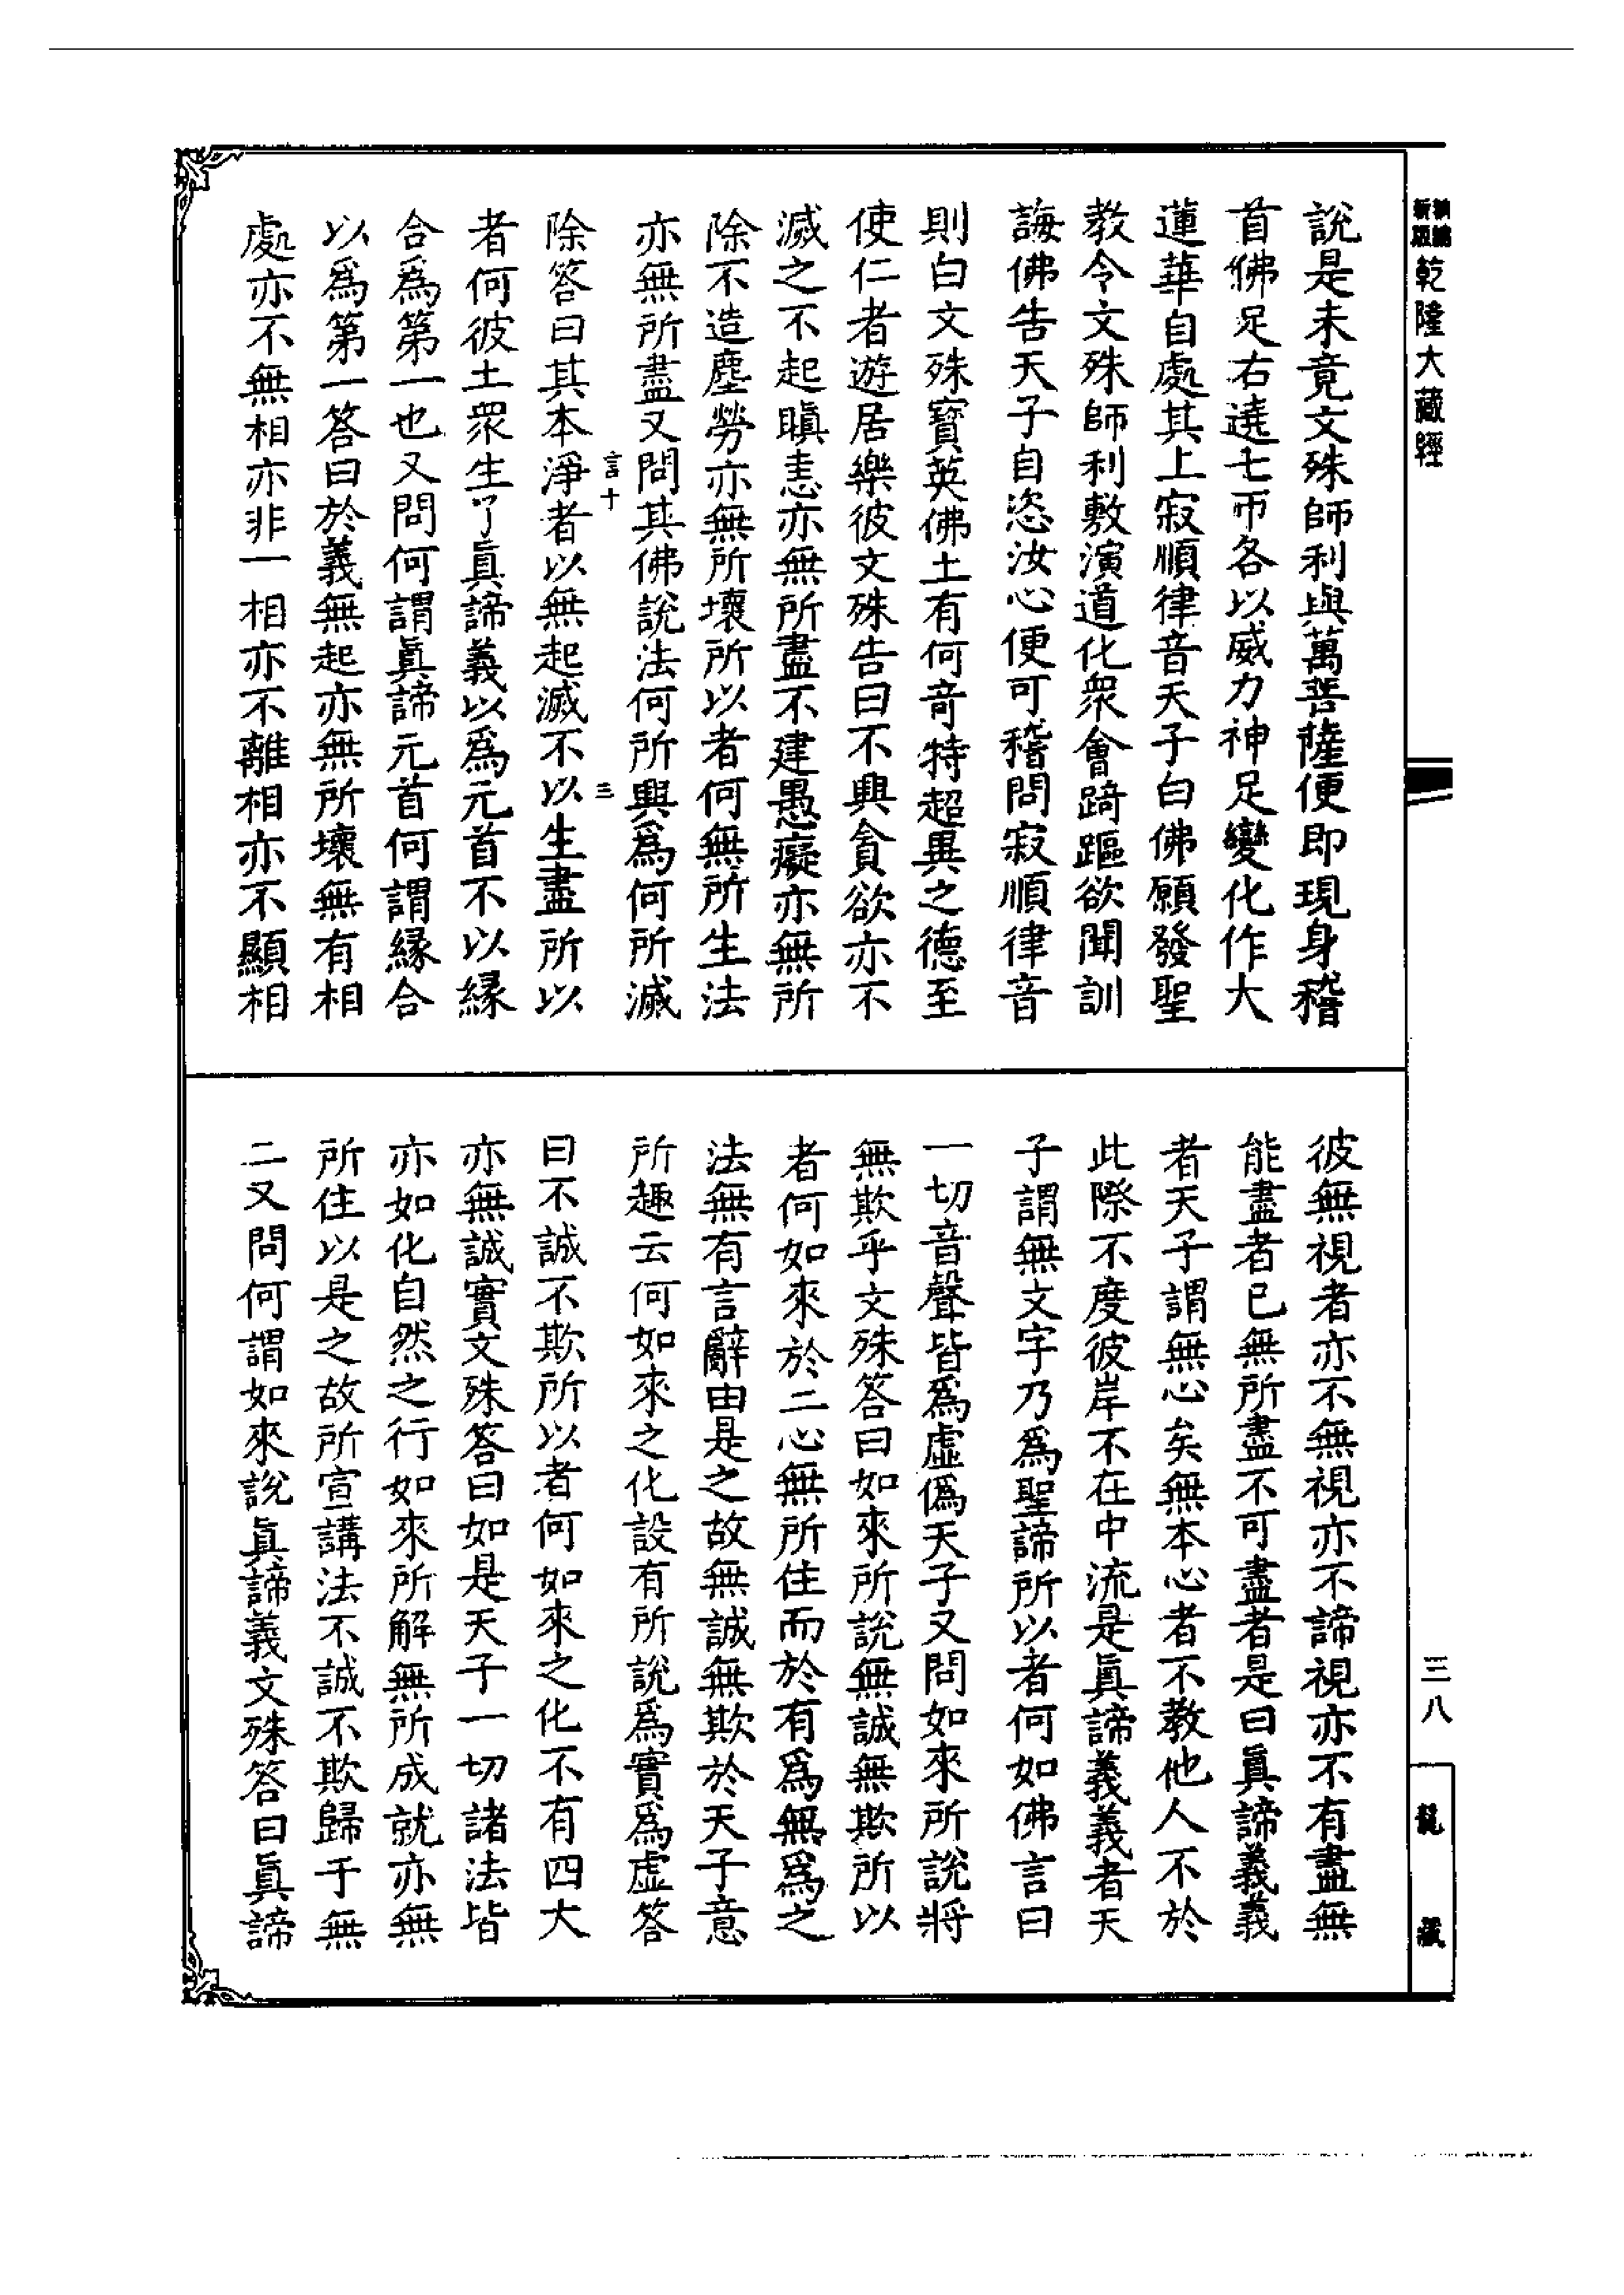 新編縮版
乾隆大藏經
說是未竟文殊師利與萬菩薩便即現身稽
首佛足右遶七帀各以威力神足變化作大
蓮華自處其上寂順律音天子白佛願發聖
教令文殊師利敷演道化衆會踦䟽欲聞訓
誨佛告天子自恣汝心便可稽問寂順律音
則白文殊寶英佛土有何奇特超異之德至
使仁者遊居樂彼文殊告曰不興貪欲亦不
滅之不起瞋恚亦無所盡不建愚癡亦無所
除不造塵勞亦無所壞所以者何無所生法
亦無所盡又問其佛說法何所興爲何所滅
言十
三
除答曰其本淨者以無起滅不以生盡所以
者何彼土衆生了眞諦義以爲元首不以縁
合爲第一也又問何謂眞諦元首何謂縁合
以爲第一答曰於義無起亦無所壞無有相
處亦不無相亦非一相亦不離相亦不顯相
彼無視者亦不無視亦不諦視亦不有盡無
能盡者已無所盡不可盡者是曰眞諦義義
者天子謂無心矣無本心者不教他人不於
此際不度彼岸不在中流是眞諦義義者天
子謂無文字乃爲聖諦所以者何如佛言曰
一切音聲皆爲虛僞天子又問如來所說將
無欺乎文殊答曰如來所說無誠無欺所以
者何如來於二心無所住而於有爲無爲之
法無有言辭由是之故無誠無欺於天子意
所趣云何如來之化設有所說爲實爲虛答
曰不誠不欺所以者何如來之化不有四大
亦無誠實文殊答曰如是天子一切諸法皆
亦如化自然之行如來所解無所成就亦無
所住以是之故所宣講法不誠不欺歸于無
二又問何謂如來說眞諦義文殊答曰眞諦
三八
龍藏